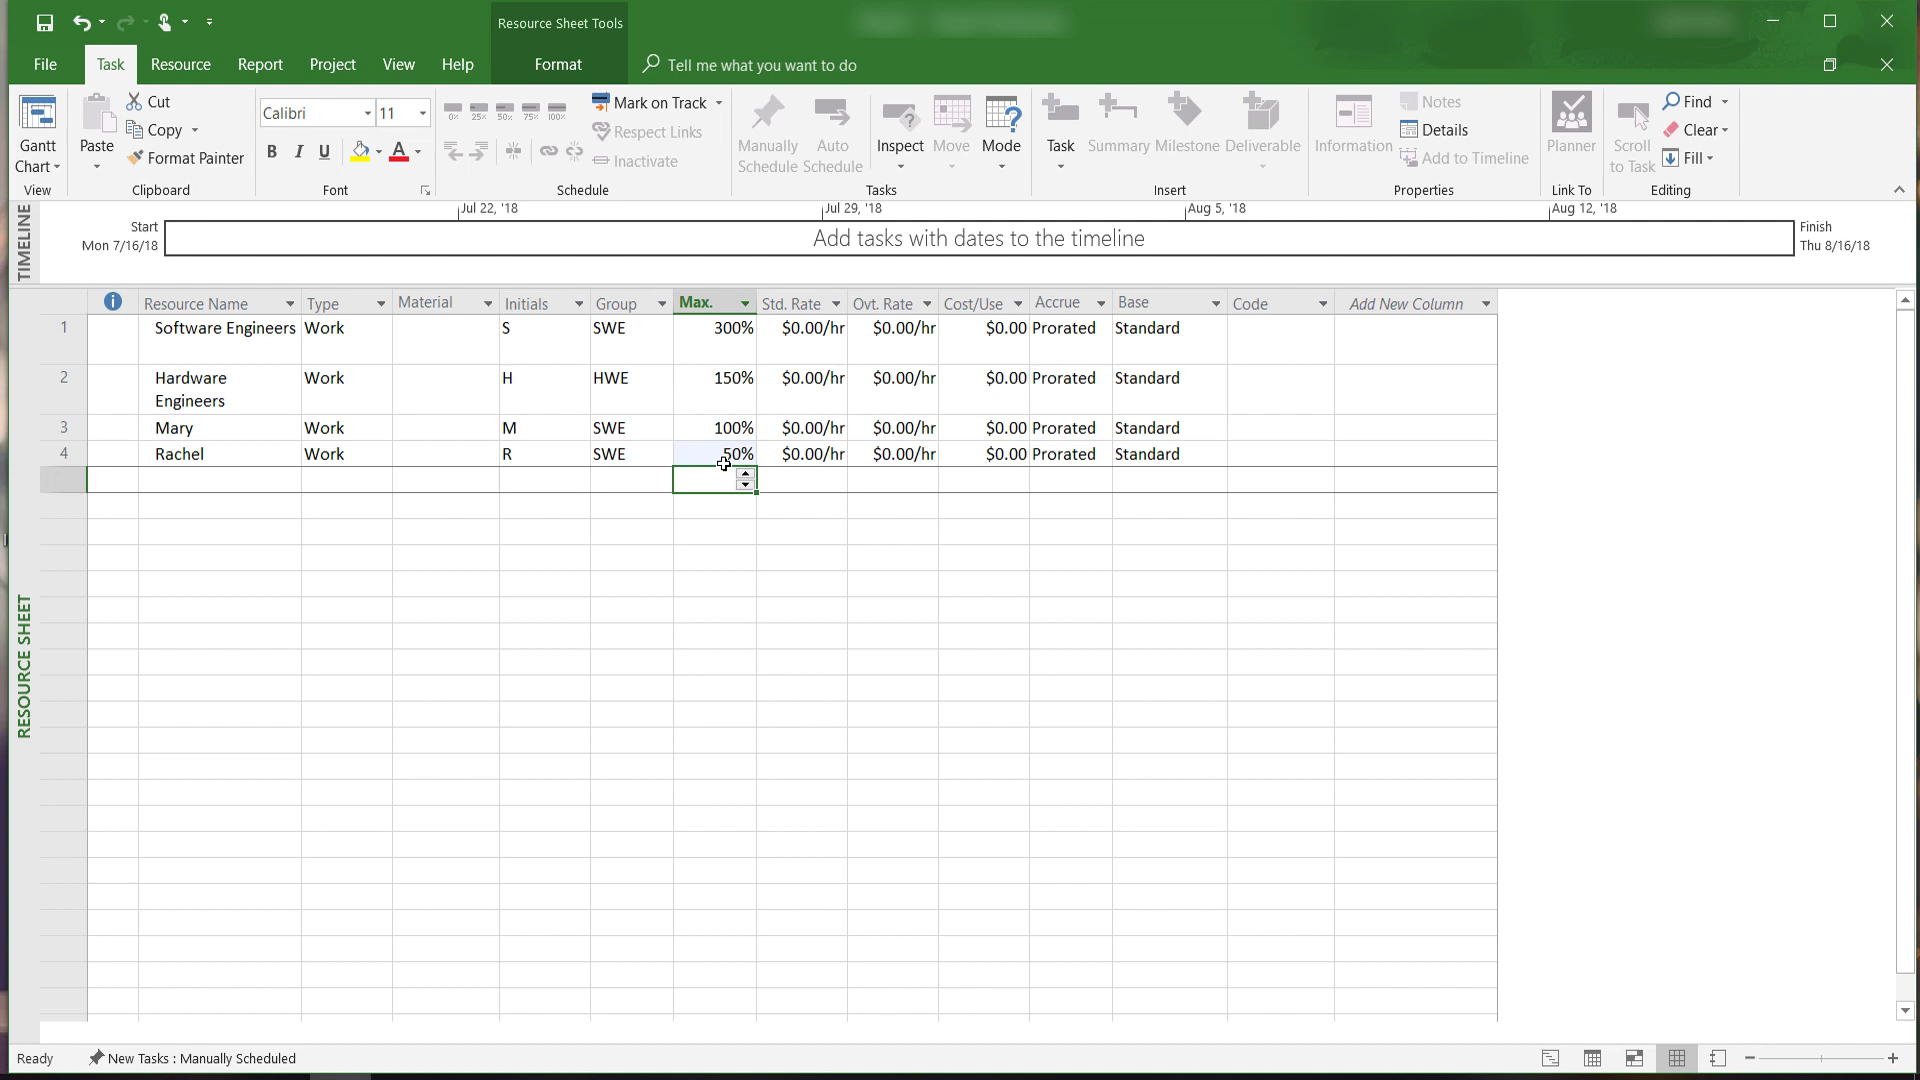 Resource Sheet Tools
File Task Resource Report Project View Help Format Tell me what you want to do
Gantt Chart
View
Paste
Cut
Copy
Format Painter
Clipboard
Calibri 11
B I U A
Font
0% 25% 50% 75% 100%
Mark on Track
Respect Links
Inactivate
Schedule
Manually Schedule
Auto Schedule
Inspect
Move
Mode
Tasks
Task
Summary
Milestone
Deliverable
Insert
Information
Notes
Details
Add to Timeline
Properties
Planner
Link To
Scroll to Task
Find
Clear
Fill
Editing
TIMELINE
Jul 22, '18 Jul 29, '18 Aug 5, '18 Aug 12, '18
Start
Mon 7/16/18
Add tasks with dates to the timeline
Finish
Thu 8/16/18
Resource Name Type Material Initials Group Max. Std. Rate Ovt. Rate Cost/Use Accrue Base Code Add New Column
1 Software Engineers Work S SWE 300% $0.00/hr $0.00/hr $0.00 Prorated Standard
2 Hardware Engineers Work H HWE 150% $0.00/hr $0.00/hr $0.00 Prorated Standard
3 Mary Work M SWE 100% $0.00/hr $0.00/hr $0.00 Prorated Standard
4 Rachel Work R SWE 50% $0.00/hr $0.00/hr $0.00 Prorated Standard
RESOURCE SHEET
Ready New Tasks : Manually Scheduled